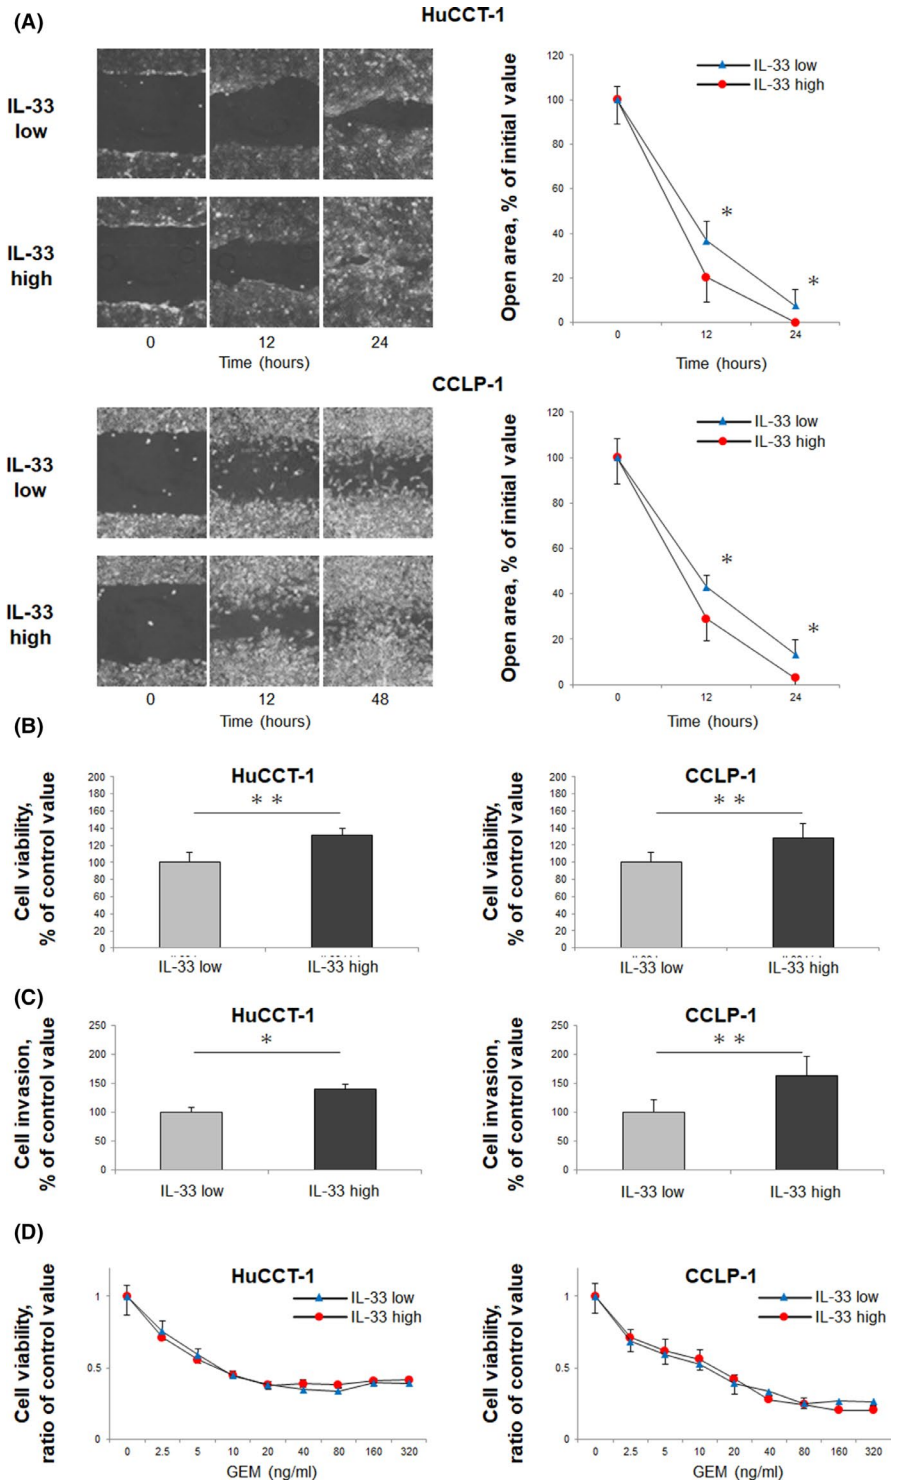 (A)
HuCCT-1
IL-33
low
IL-33
high
0 12 24
Time (hours)
Open area, % of initial value
120
100
80
60
40
20
0
IL-33 low
IL-33 high
*
*
0 12 24
Time (hours)
CCLP-1
IL-33
low
IL-33
high
0 12 48
Time (hours)
Open area, % of initial value
120
100
80
60
40
20
0
IL-33 low
IL-33 high
*
*
0 12 24
Time (hours)
(B)
HuCCT-1
Cell viability,
% of control value
200
180
160
140
120
100
80
60
40
20
0
* *
IL-33 low IL-33 high
CCLP-1
Cell viability,
% of control value
200
180
160
140
120
100
80
60
40
20
0
* *
IL-33 low IL-33 high
(C)
HuCCT-1
Cell invasion,
% of control value
250
200
150
100
50
0
*
IL-33 low IL-33 high
CCLP-1
Cell invasion,
% of control value
250
200
150
100
50
0
* *
IL-33 low IL-33 high
(D)
HuCCT-1
Cell viability,
ratio of control value
1
0.5
0
IL-33 low
IL-33 high
0 2.5 5 10 20 40 80 160 320
GEM (ng/ml)
CCLP-1
Cell viability,
ratio of control value
1
0.5
0
IL-33 low
IL-33 high
0 2.5 5 10 20 40 80 160 320
GEM (ng/ml)